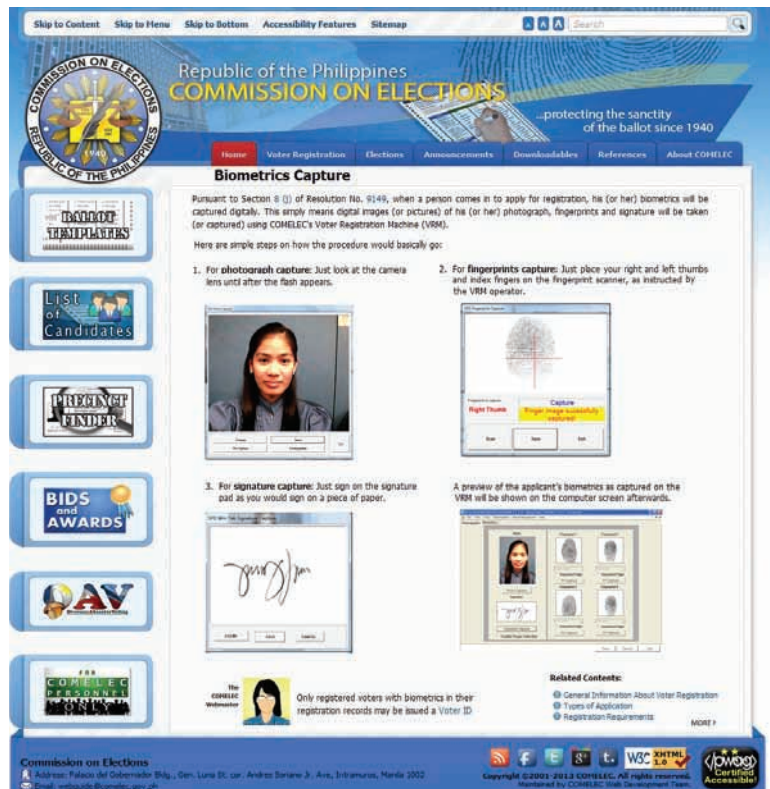 Skip to Content Skip to Menu Skip to Bottom Accessibility Features Sitemap
A A A Search
COMMISSION ON ELECTIONS
REPUBLIC OF THE PHILIPPINES
1940
Republic of the Philippines
COMMISSION ON ELECTIONS
...protecting the sanctity
of the ballot since 1940
Home Voter Registration Elections Announcements Downloadables References About COMELEC
Biometrics Capture
Pursuant to Section 8 (j) of Resolution No. 9149, when a person comes in to apply for registration, his (or her) biometrics will be
captured digitally. This simply means digital images (or pictures) of his (or her) photograph, fingerprints and signature will be taken
(or captured) using COMELEC's Voter Registration Machine (VRM).
Here are simple steps on how the procedure would basically go:
1. For photograph capture: Just look at the camera
lens until after the flash appears.
2. For fingerprints capture: Just place your right and left thumbs
and index fingers on the fingerprint scanner, as instructed by
the VRM operator.
Right Thumb
Capture
Finger image successfully
captured!
Save
3. For signature capture: Just sign on the signature
pad as you would sign on a piece of paper.
A preview of the applicant's biometrics as captured on the
VRM will be shown on the computer screen afterwards.
BALLOT
TEMPLATES
List
of
Candidates
PRECINCT
FINDER
BIDS
and
AWARDS
OAV
FOR
COMELEC
PERSONNEL
ONLY
The
COMELEC
Webmaster
Only registered voters with biometrics in their
registration records may be issued a Voter ID
Related Contents:
General Information About Voter Registration
Types of Application
Registration Requirements
MORE
Commission on Elections
Address: Palacio del Gobernador Bldg., Gen. Luna St. cor. Andres Soriano Jr. Ave, Intramuros, Manila 1002
Email: webguide@comelec.gov.ph
W3C XHTML 1.0
Copyright ©2001-2013 COMELEC. All rights reserved.
Maintained by COMELEC Web Development Team.
Certified
Accessible!